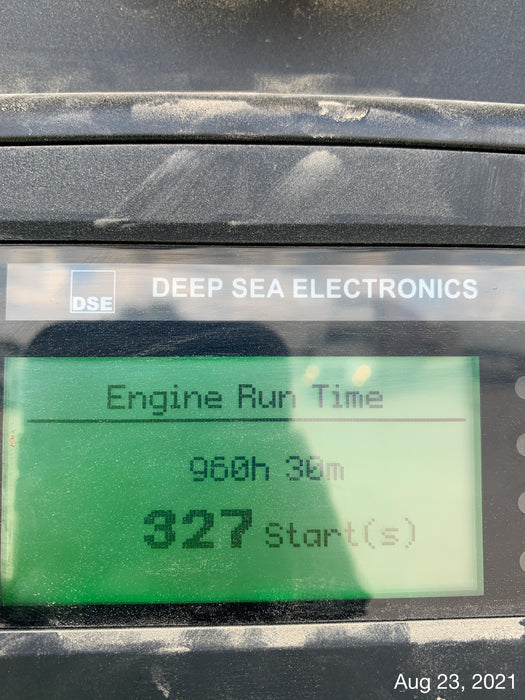 DSE DEEP SEA ELECTRONICS
Engine Run Time
960h 30m
327 Start(s)
Aug 23, 2021